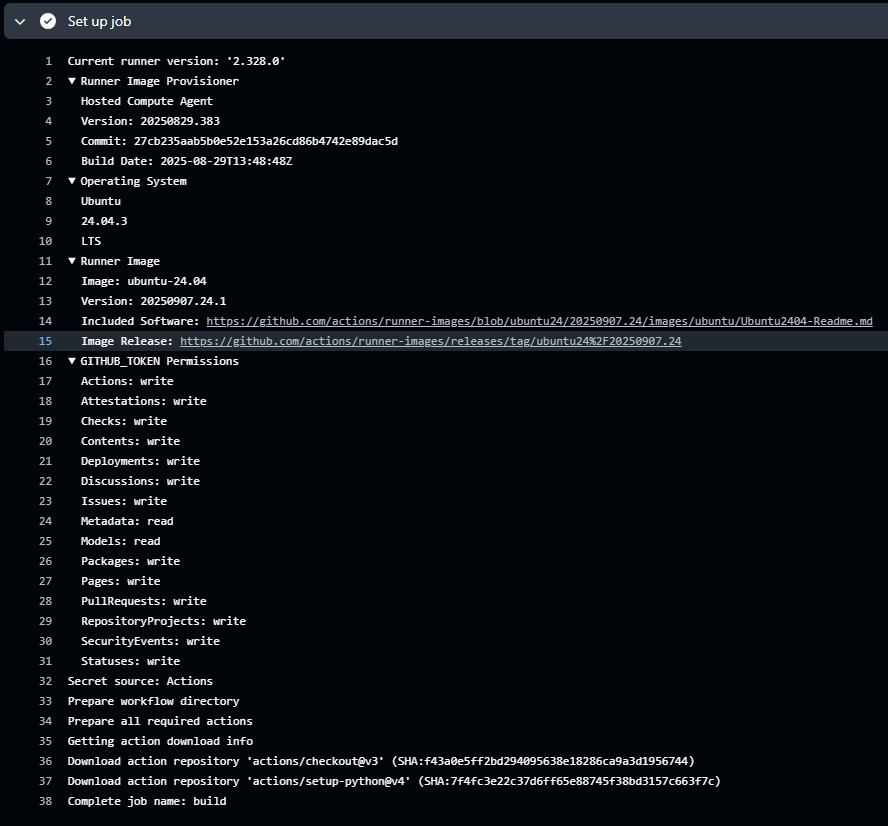 Set up job
1 Current runner version: '2.328.0'
2 ▼ Runner Image Provisioner
3 Hosted Compute Agent
4 Version: 20250829.383
5 Commit: 27cb235aab5b0e52e153a26cd86b4742e89dac5d
6 Build Date: 2025-08-29T13:48:48Z
7 ▼ Operating System
8 Ubuntu
9 24.04.3
10 LTS
11 ▼ Runner Image
12 Image: ubuntu-24.04
13 Version: 20250907.24.1
14 Included Software: https://github.com/actions/runner-images/blob/ubuntu24/20250907.24/images/ubuntu/Ubuntu2404-Readme.md
15 Image Release: https://github.com/actions/runner-images/releases/tag/ubuntu24%2F20250907.24
16 ▼ GITHUB_TOKEN Permissions
17 Actions: write
18 Attestations: write
19 Checks: write
20 Contents: write
21 Deployments: write
22 Discussions: write
23 Issues: write
24 Metadata: read
25 Models: read
26 Packages: write
27 Pages: write
28 PullRequests: write
29 RepositoryProjects: write
30 SecurityEvents: write
31 Statuses: write
32 Secret source: Actions
33 Prepare workflow directory
34 Prepare all required actions
35 Getting action download info
36 Download action repository 'actions/checkout@v3' (SHA:f43a0e5ff2bd294095638e18286ca9a3d1956744)
37 Download action repository 'actions/setup-python@v4' (SHA:7f4fc3e22c37d6ff65e88745f38bd3157c663f7c)
38 Complete job name: build